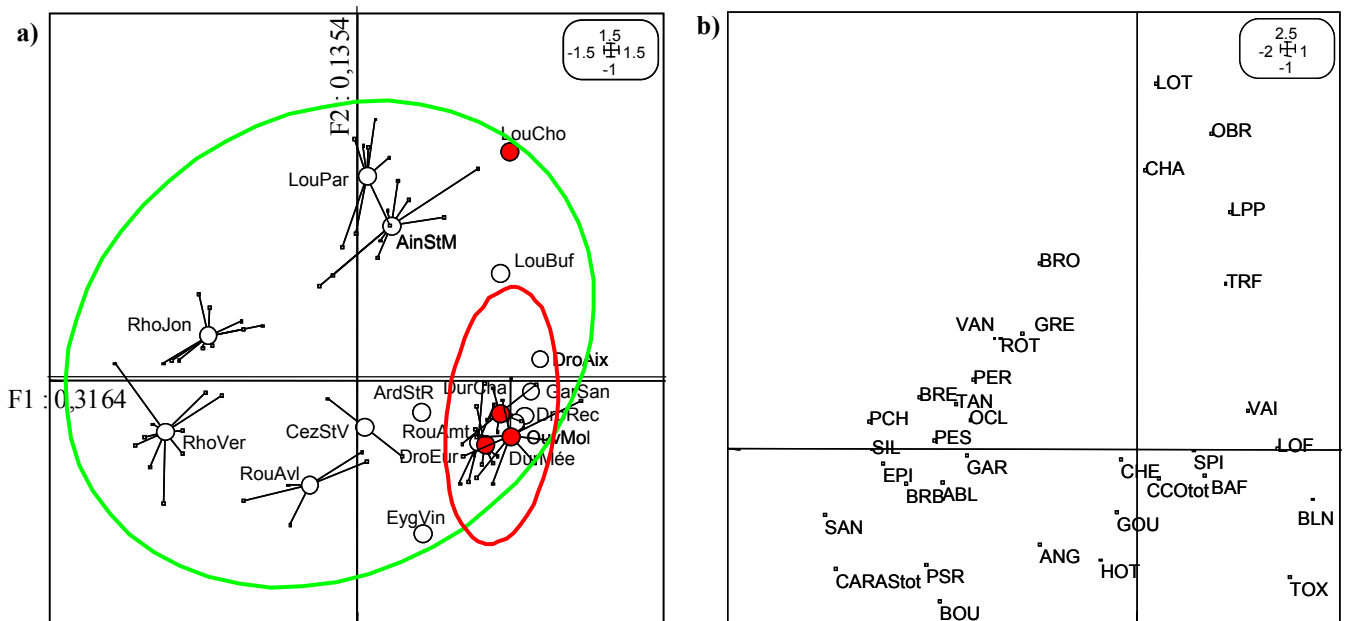 a)
1.5
-1.5 1.5
-1
F2 : 0,1354
LouCho
LouPar
AinStM
LouBuf
RhoJon
DroAix
DurCha
GarSan
ArdStR
DroRec
F1 : 0,3164
CezStV
RouAmt
OuvMol
RhoVer
DroEur
DurMée
RouAvl
EygVin
b)
2.5
-2 1
-1
LOT
OBR
CHA
LPP
BRO
TRF
VAN
GRE
ROT
PER
BRE
TAN
VAI
PCH
OCL
PES
SIL
LOF
GAR
SPI
EPI
CHE
CCOtot
BAF
BRB
ABL
BLN
SAN
GOU
ANG
CARAStot
PSR
HOT
TOX
BOU